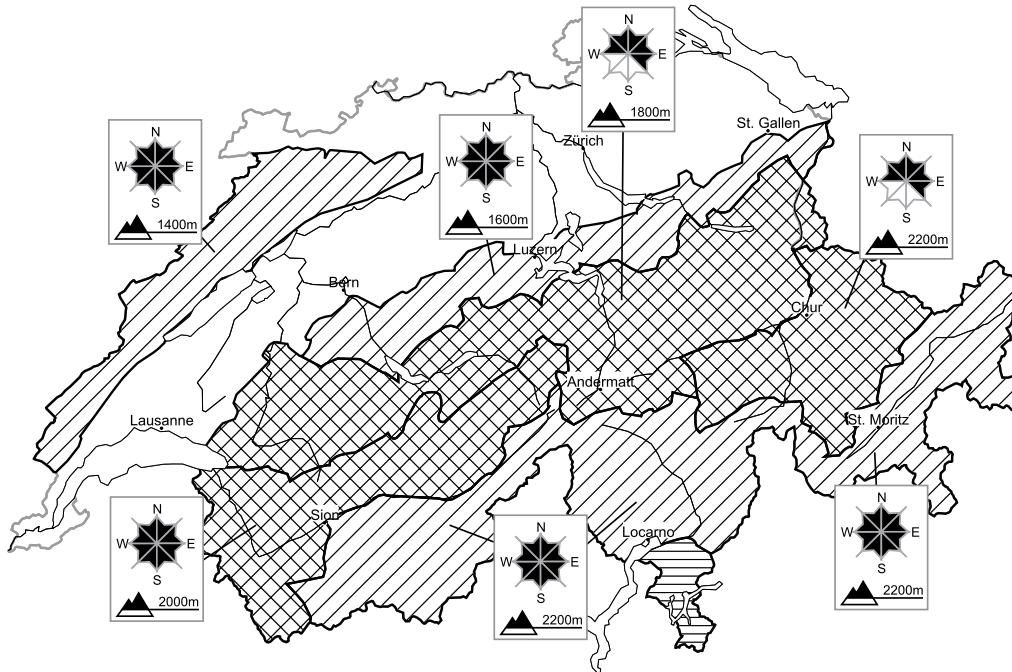 N
W E
S
1800m
St. Gallen
Zürich
N
W E
S
1400m
N
W E
S
1600m
N
W E
S
2200m
Luzern
Bern
Chur
Andermatt
Lausanne
St. Moritz
Sion
Locarno
N
W E
S
2000m
N
W E
S
2200m
N
W E
S
2200m